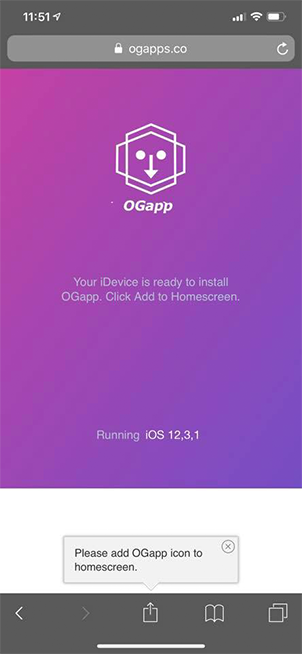 11:51
ogapps.co
OGapp
Your iDevice is ready to install
OGapp. Click Add to Homescreen.
Running iOS 12,3,1
Please add OGapp icon to
homescreen.